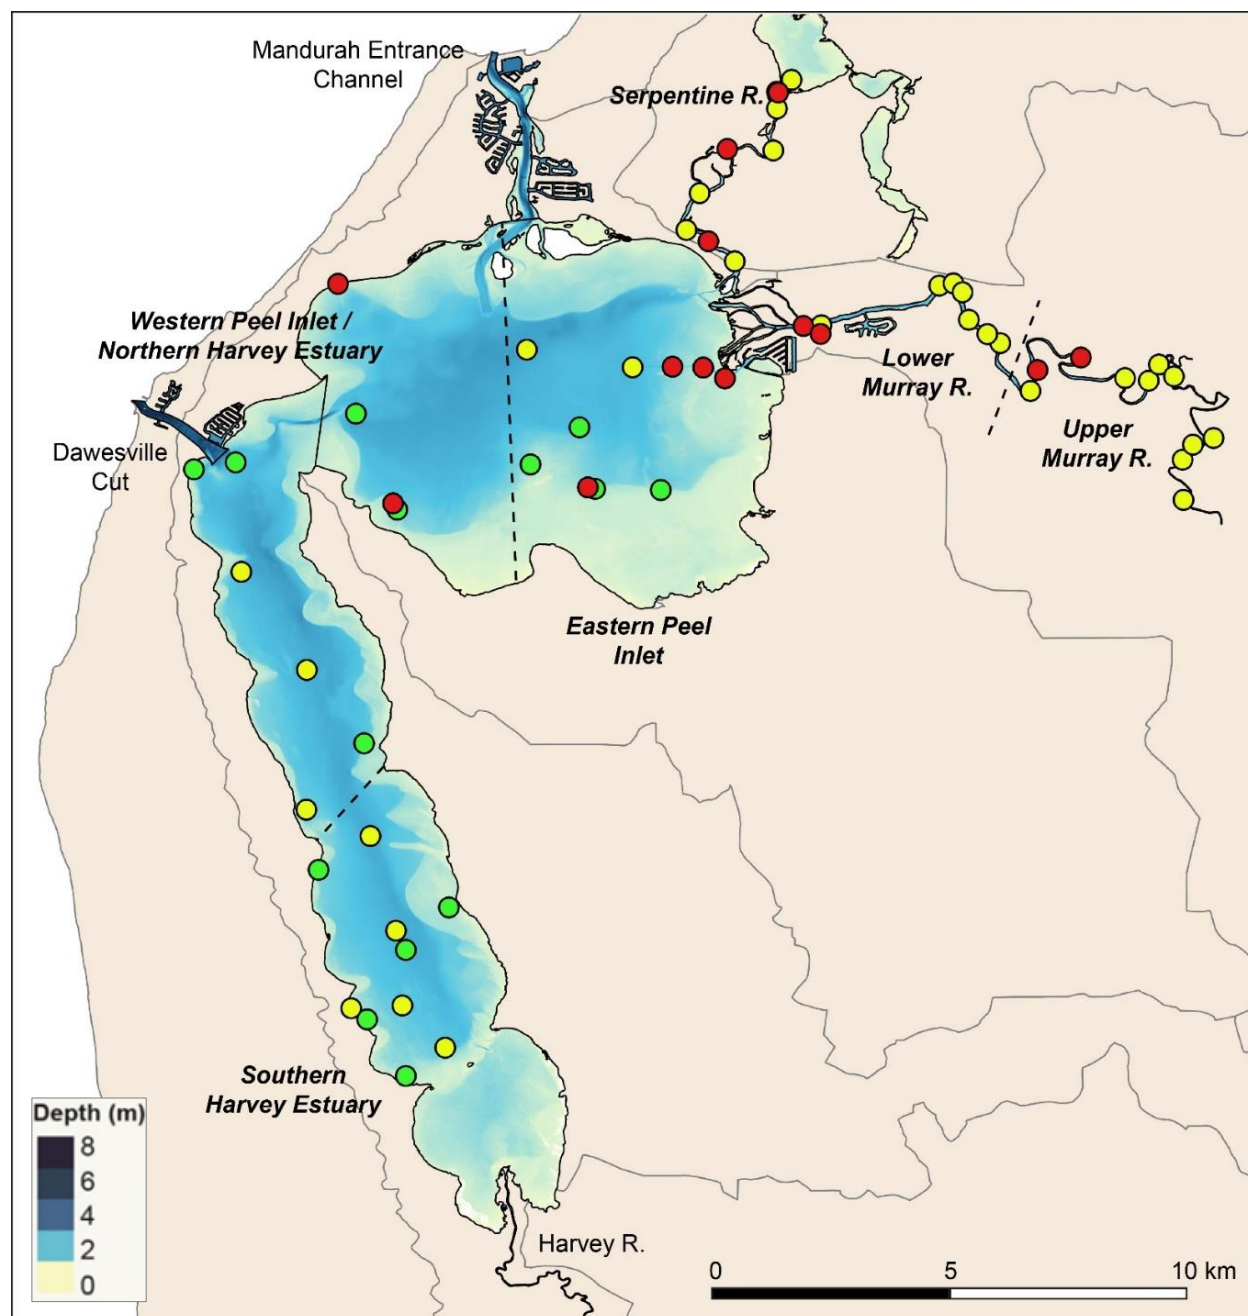 Mandurah Entrance
Channel
Serpentine R.
Western Peel Inlet /
Northern Harvey Estuary
Lower
Murray R.
Dawesville
Cut
Upper
Murray R.
Eastern Peel
Inlet
Southern
Harvey Estuary
Depth (m)
8
6
4
2
0
Harvey R.
0 5 10 km